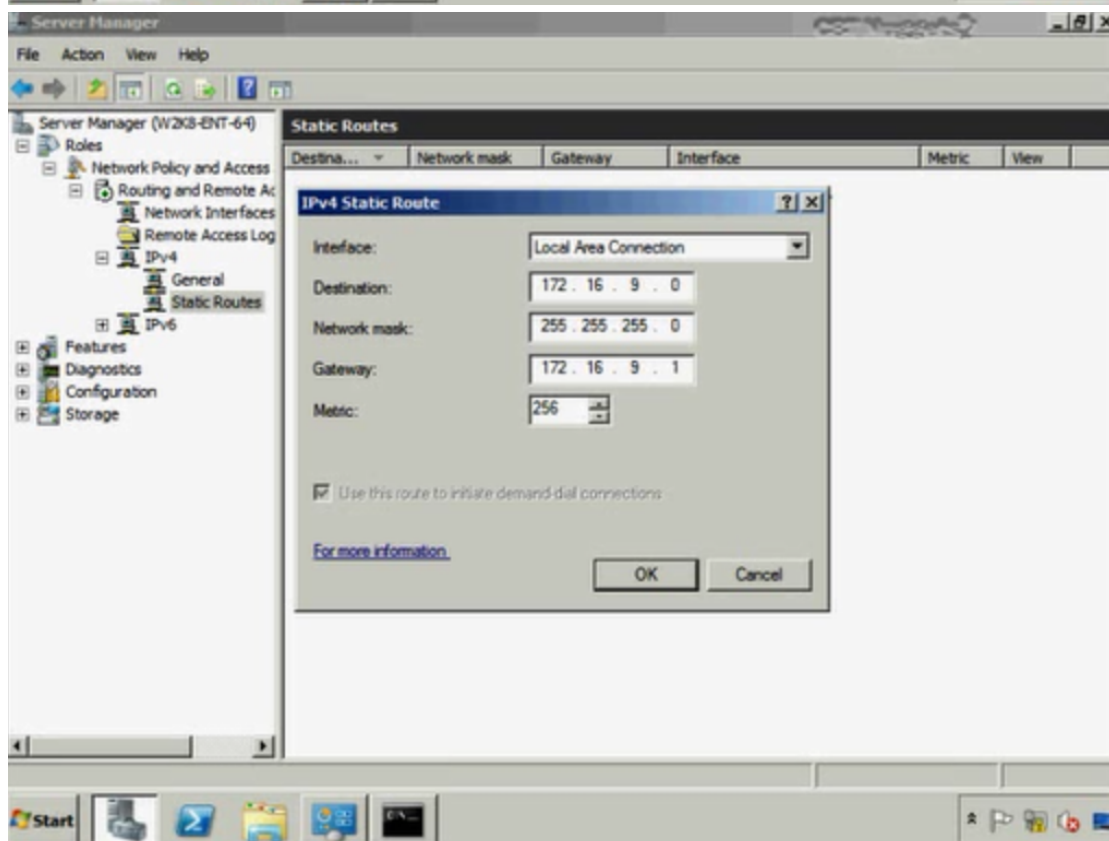 Server Manager
File Action View Help
Server Manager (W2K8-ENT-64)
Roles
Network Policy and Access
Routing and Remote Ac
Network Interfaces
Remote Access Log
IPv4
General
Static Routes
IPv6
Features
Diagnostics
Configuration
Storage
Static Routes
Destina... Network mask Gateway Interface Metric View
IPv4 Static Route
Interface: Local Area Connection
Destination: 172 . 16 . 9 . 0
Network mask: 255 . 255 . 255 . 0
Gateway: 172 . 16 . 9 . 1
Metric: 256
Use this route to initiate demand-dial connections
For more information
OK Cancel
Start